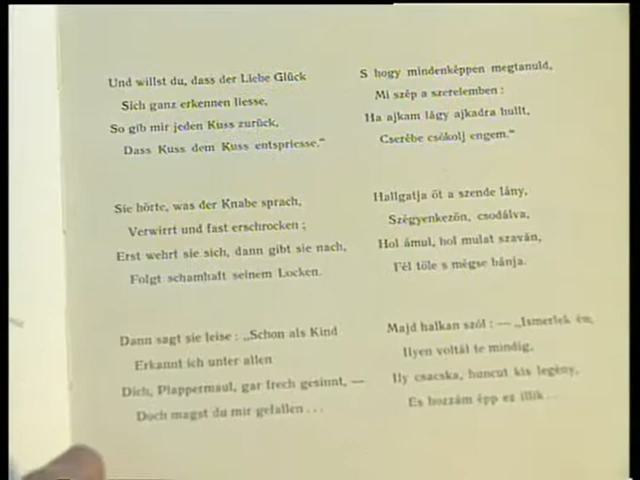 Und willst du, dass der Liebe Glück
Sich ganz erkennen liesse,
So gib mir jeden Kuss zurück,
Dass Kuss dem Kuss entspriesse.“
Sie hörte, was der Knabe sprach,
Verwirrt und fast erschrocken ;
Erst wehrt sie sich, dann gibt sie nach,
Folgt schamhaft seinem Locken.
Dann sagt sie leise : „Schon als Kind
Erkannt ich unter allen
Dich, Plappermaul, gar frech gesinnt, —
Doch magst du mir gefallen . . .
S hogy mindenképpen megtanuld,
Mi szép a szerelemben :
Ha ajkam lágy ajkadra hullt,
Cserébe csókolj engem.“
Hallgatja őt a szende lány,
Szégyenkezőn, csodálva,
Hol ámul, hol mulat szaván,
Fél tőle s mégse bánja.
Majd halkan szól : — „Ismerlek én,
Ilyen voltál te mindig,
Ily csacska, huncut kis legény,
És hozzám épp ez illik . . .